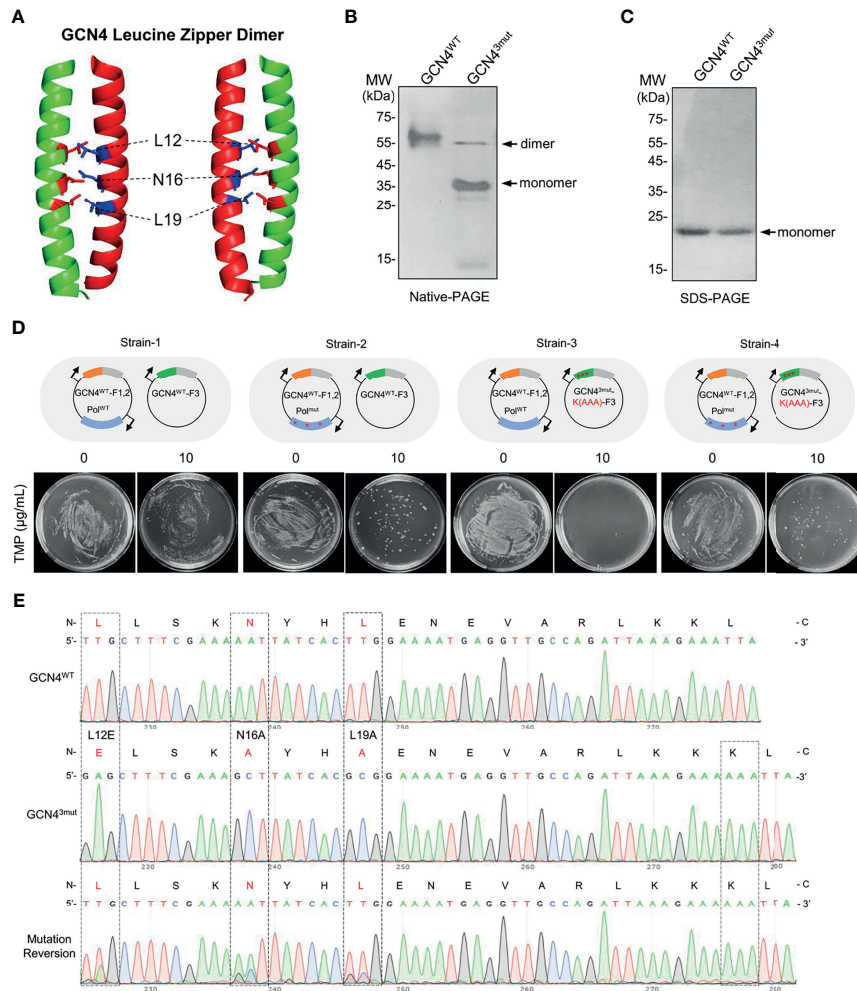 A
GCN4 Leucine Zipper Dimer
L12
N16
L19
B
GCN4WT
GCN43mut
MW
(kDa)
75-
55-
45-
35-
25-
15-
dimer
monomer
Native-PAGE
C
GCN4WT
GCN43mut
MW
(kDa)
75-
55-
45-
35-
25-
15-
monomer
SDS-PAGE
D
Strain-1
Strain-2
Strain-3
Strain-4
GCN4WT-F1,2
PolWT
GCN4WT-F3
GCN4WT-F1,2
Polmut
GCN4WT-F3
GCN4WT-F1,2
PolWT
GCN43mut-
K(AAA)-F3
GCN4WT-F1,2
Polmut
GCN43mut-
K(AAA)-F3
0 10 0 10 0 10 0 10
TMP (μg/mL)
E
N- L L S K N Y H L E N E V A R L K K L -C
5'- T T G C T T T C G A A A A A T T A T C A C T T G G A A A A T G A G G T T G C C A G A T T A A A G A A A T T A -3'
GCN4WT
230 240 250 260 270
L12E N16A L19A
N- E L S K A Y H A E N E V A R L K K K L -C
5'- G A G C T T T C G A A A G C T T A T C A C G C G G A A A A T G A G G T T G C C A G A T T A A A G A A A A A A T T A -3'
GCN43mut
230 240 250 260 270 280
N- L L S K N Y H L E N E V A R L K K K L -C
5'- T T G C T T T C G A A A A A T T A T C A C T T G G A A A A T G A G G T T G C C A G A T T A A A G A A A A A A T T A -3'
Mutation
Reversion
230 240 250 260 270 280